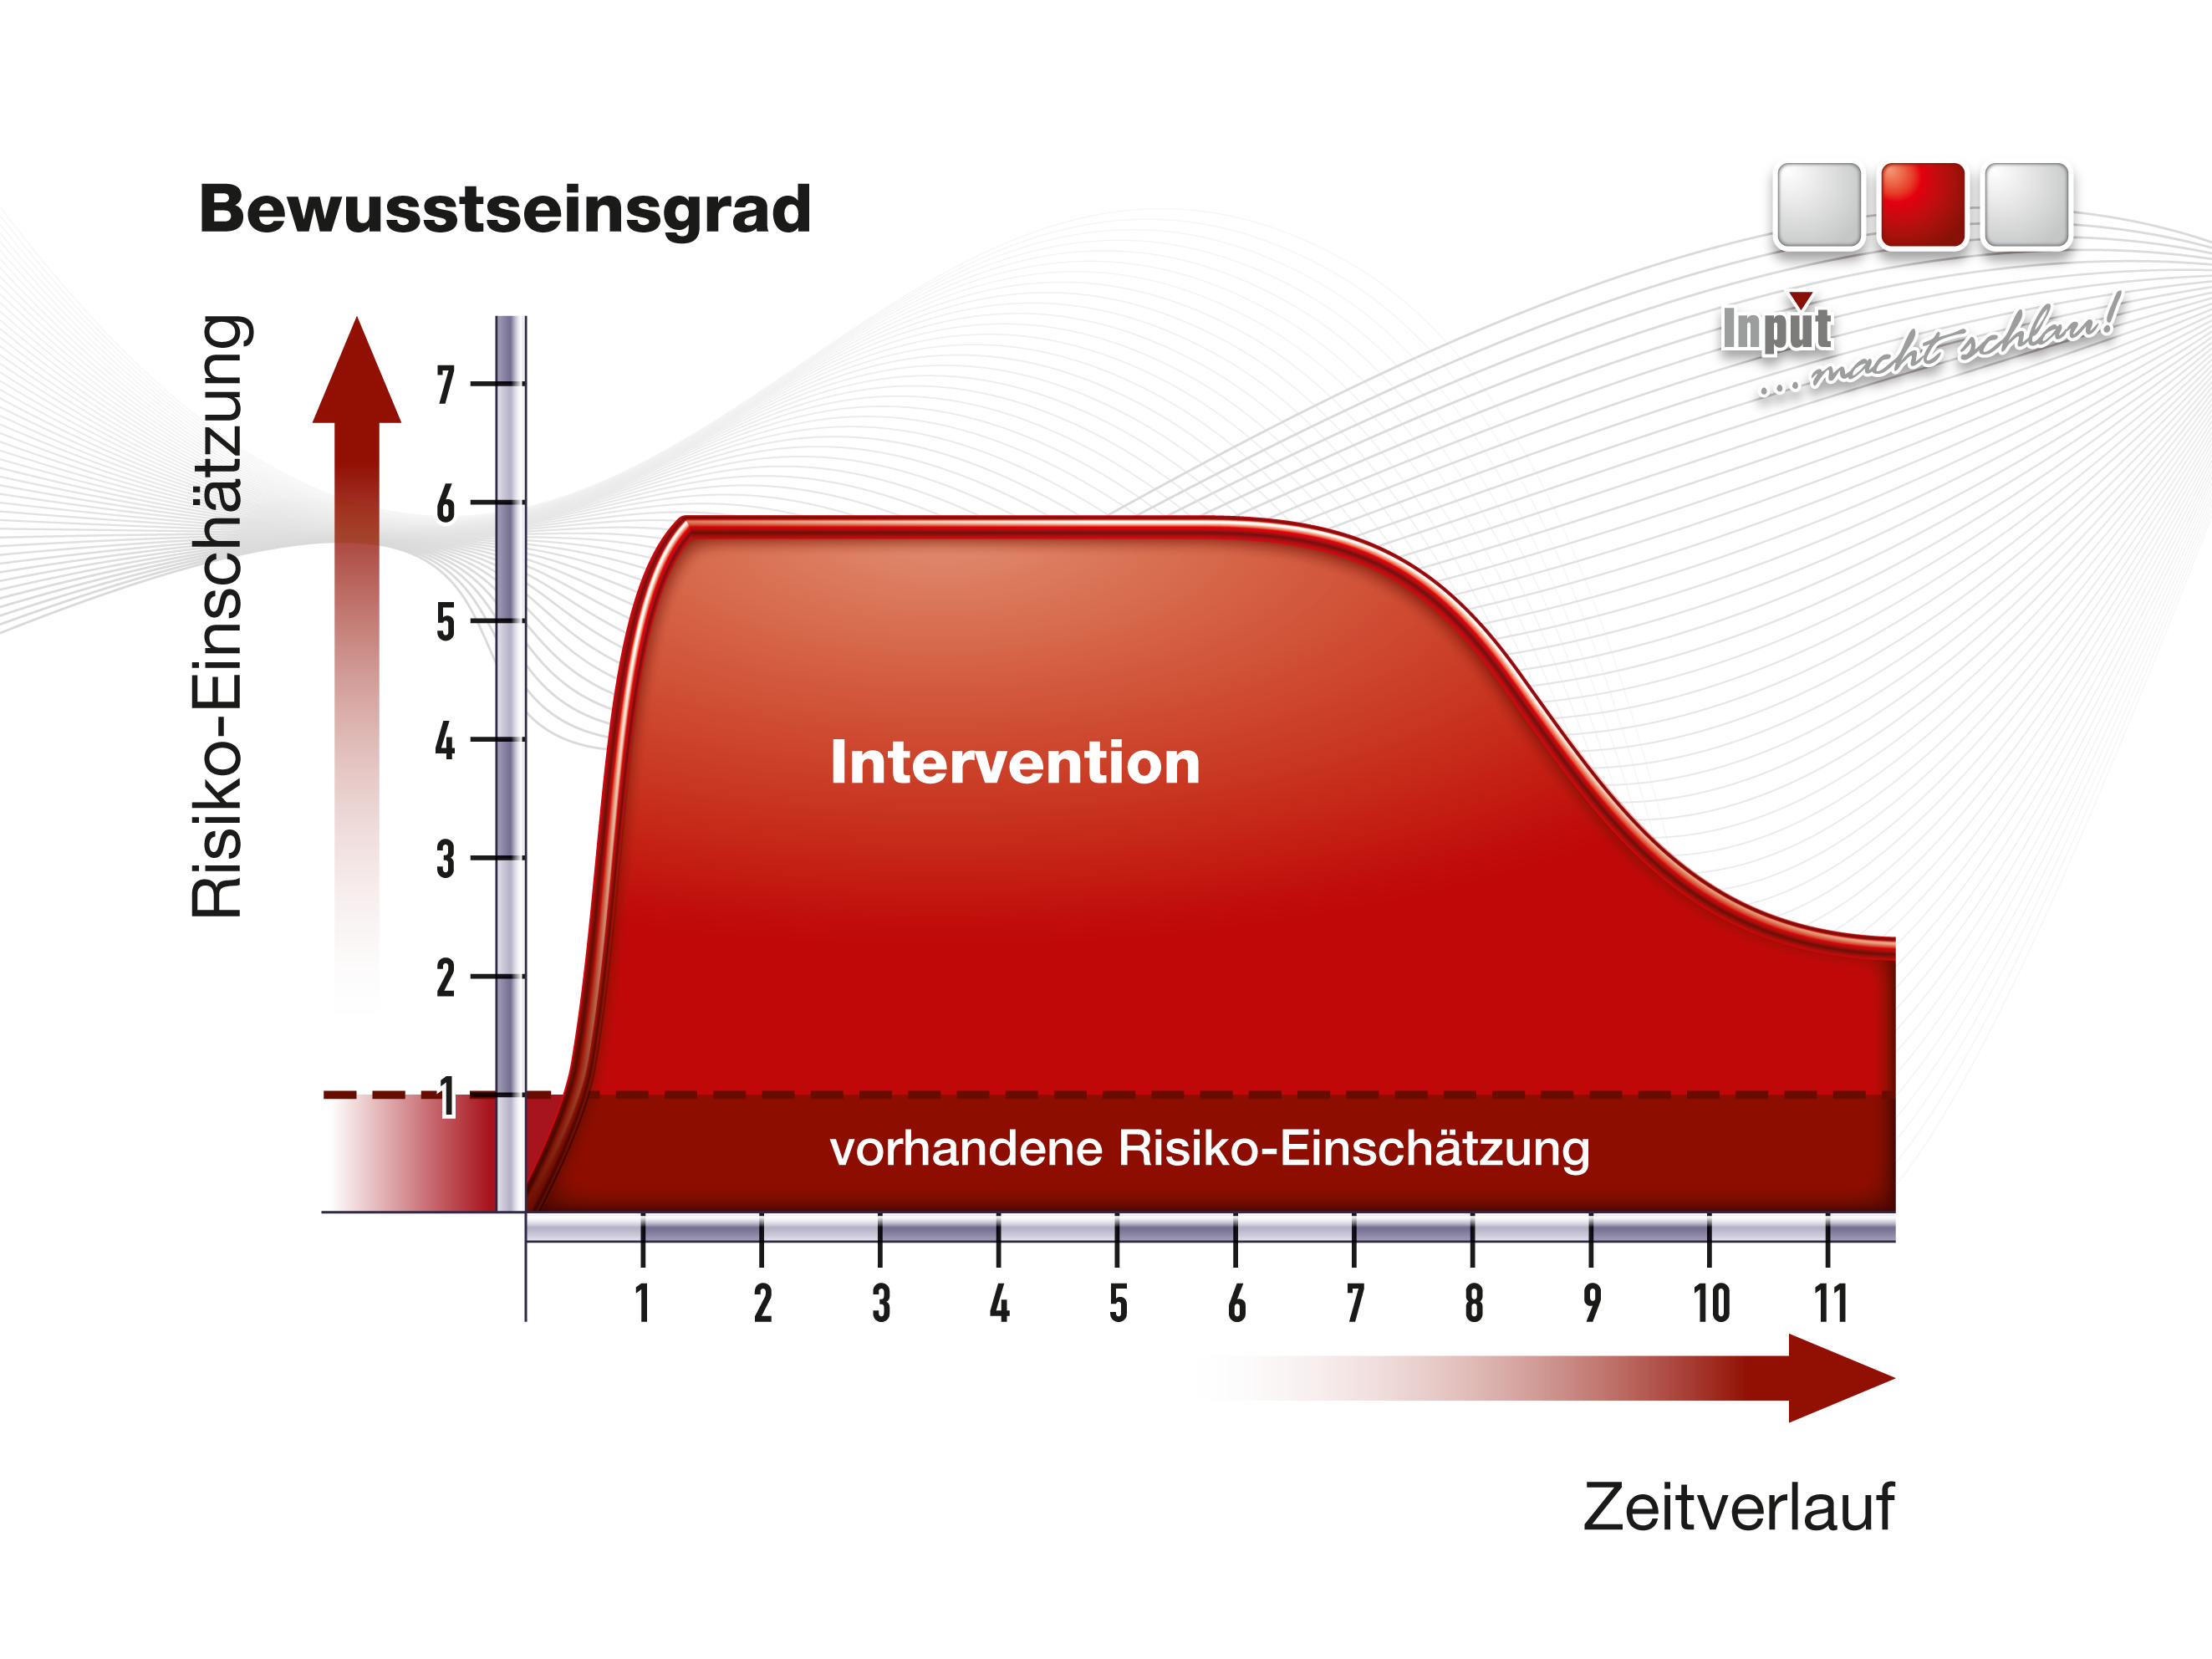 Bewusstseinsgrad
Input
... macht schlau!
Risiko-Einschätzung
7
6
5
4
3
2
1
Intervention
vorhandene Risiko-Einschätzung
1 2 3 4 5 6 7 8 9 10 11
Zeitverlauf